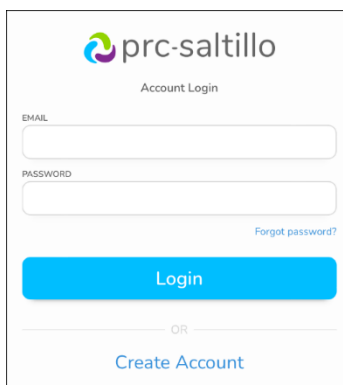 prc-saltillo
Account Login
EMAIL
PASSWORD
Forgot password?
Login
OR
Create Account